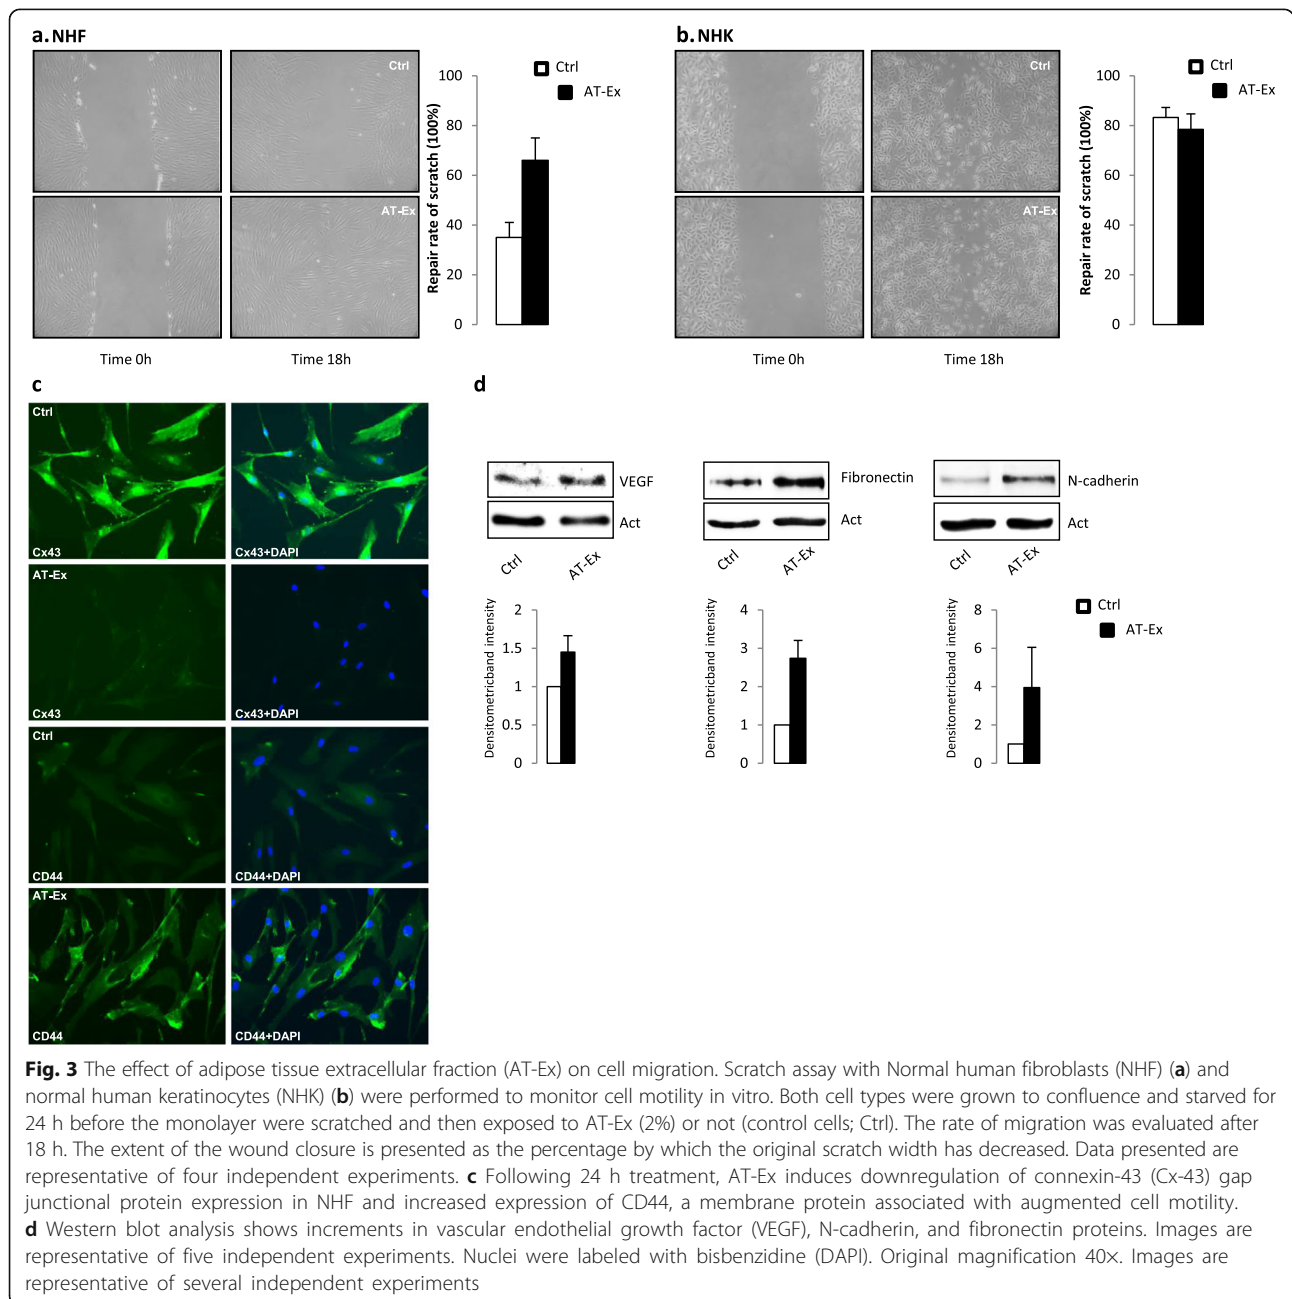 a. NHF
Ctrl
AT-Ex
Time 0h
Time 18h
Repair rate of scratch (100%)
100
80
60
40
20
0
Ctrl
AT-Ex
b. NHK
Ctrl
AT-Ex
Time 0h
Time 18h
Repair rate of scratch (100%)
100
80
60
40
20
0
Ctrl
AT-Ex
c
Ctrl
Cx43
Cx43+DAPI
AT-Ex
Cx43
Cx43+DAPI
Ctrl
CD44
CD44+DAPI
AT-Ex
CD44
CD44+DAPI
d
VEGF
Act
Ctrl
AT-Ex
Fibronectin
Act
Ctrl
AT-Ex
N-cadherin
Act
Ctrl
AT-Ex
Densitometricband intensity
2
1.5
1
0.5
0
Densitometricband intensity
4
3
2
1
0
Densitometricband intensity
8
6
4
2
0
Ctrl
AT-Ex
Fig. 3 The effect of adipose tissue extracellular fraction (AT-Ex) on cell migration. Scratch assay with Normal human fibroblasts (NHF) (a) and
normal human keratinocytes (NHK) (b) were performed to monitor cell motility in vitro. Both cell types were grown to confluence and starved for
24 h before the monolayer were scratched and then exposed to AT-Ex (2%) or not (control cells; Ctrl). The rate of migration was evaluated after
18 h. The extent of the wound closure is presented as the percentage by which the original scratch width has decreased. Data presented are
representative of four independent experiments. c Following 24 h treatment, AT-Ex induces downregulation of connexin-43 (Cx-43) gap
junctional protein expression in NHF and increased expression of CD44, a membrane protein associated with augmented cell motility.
d Western blot analysis shows increments in vascular endothelial growth factor (VEGF), N-cadherin, and fibronectin proteins. Images are
representative of five independent experiments. Nuclei were labeled with bisbenzidine (DAPI). Original magnification 40×. Images are
representative of several independent experiments